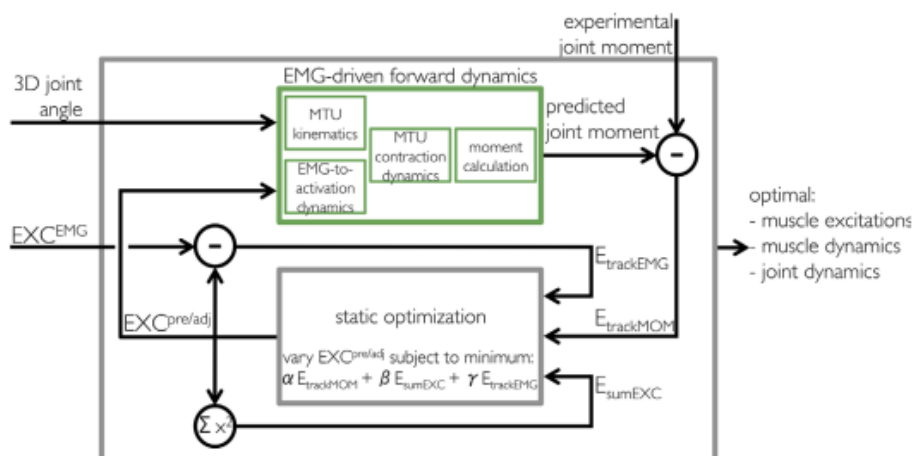 experimental
joint moment
3D joint
angle
EMG-driven forward dynamics
MTU
kinematics
MTU
contraction
dynamics
moment
calculation
EMG-to-
activation
dynamics
predicted
joint moment
-
optimal:
- muscle excitations
- muscle dynamics
- joint dynamics
EXC^EMG
-
E_trackEMG
static optimization
EXC^pre/adj
E_trackMOM
vary EXC^pre/adj subject to minimum:
α E_trackMOM + β E_sumEXC + γ E_trackEMG
E_sumEXC
Σ x²